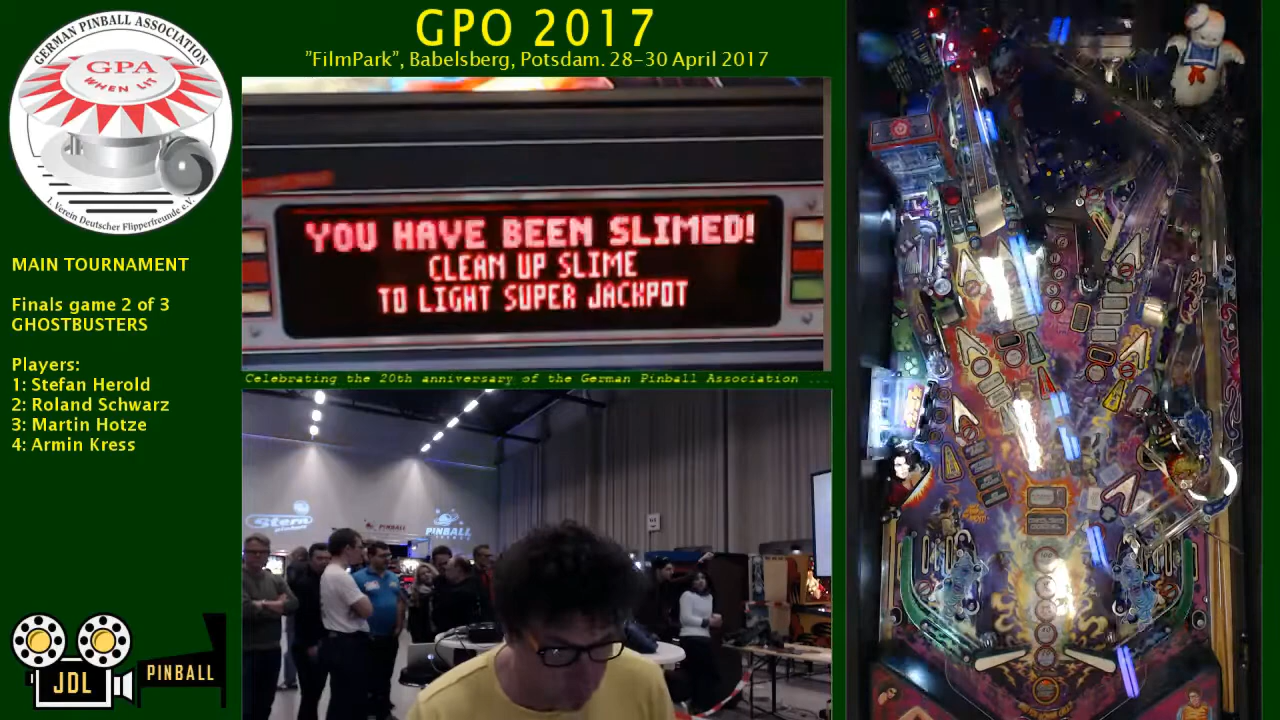 GERMAN PINBALL ASSOCIATION
GPA
WHEN LIT
1. Verein Deutscher Flipperfreunde e.V.
GPO 2017
"FilmPark", Babelsberg, Potsdam. 28-30 April 2017
MAIN TOURNAMENT
Finals game 2 of 3
GHOSTBUSTERS
Players:
1: Stefan Herold
2: Roland Schwarz
3: Martin Hotze
4: Armin Kress
YOU HAVE BEEN SLIMED!
CLEAN UP SLIME
TO LIGHT SUPER JACKPOT
Celebrating the 20th anniversary of the German Pinball Association ...
Stern
PINBALL
PINBALL
JDL
PINBALL